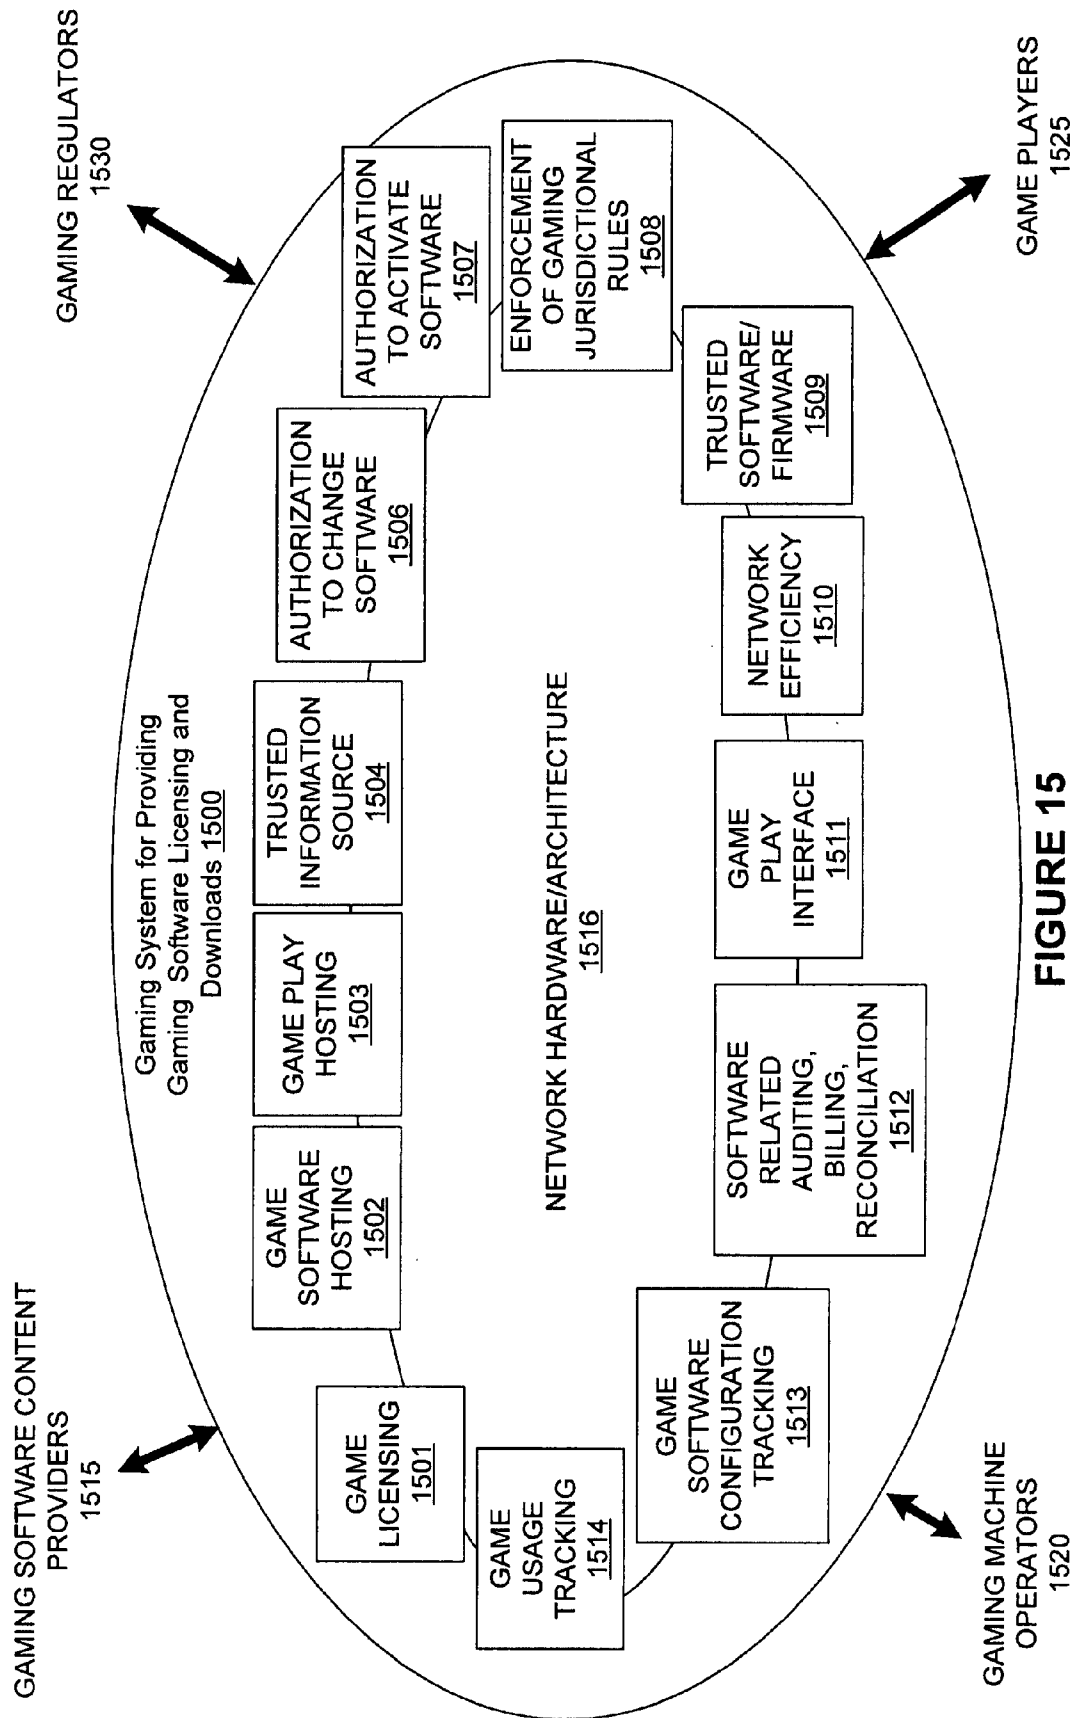 GAMING SOFTWARE CONTENT
PROVIDERS
1515
GAMING REGULATORS
1530
Gaming System for Providing
Gaming Software Licensing and
Downloads 1500
GAME
LICENSING
1501
GAME
SOFTWARE
HOSTING
1502
GAME PLAY
HOSTING
1503
TRUSTED
INFORMATION
SOURCE
1504
AUTHORIZATION
TO CHANGE
SOFTWARE
1506
AUTHORIZATION
TO ACTIVATE
SOFTWARE
1507
ENFORCEMENT
OF GAMING
JURISDICTIONAL
RULES
1508
TRUSTED
SOFTWARE/
FIRMWARE
1509
NETWORK
EFFICIENCY
1510
GAME
PLAY
INTERFACE
1511
SOFTWARE
RELATED
AUDITING,
BILLING,
RECONCILIATION
1512
GAME
SOFTWARE
CONFIGURATION
TRACKING
1513
GAME
USAGE
TRACKING
1514
NETWORK HARDWARE/ARCHITECTURE
1516
GAMING MACHINE
OPERATORS
1520
GAME PLAYERS
1525
FIGURE 15